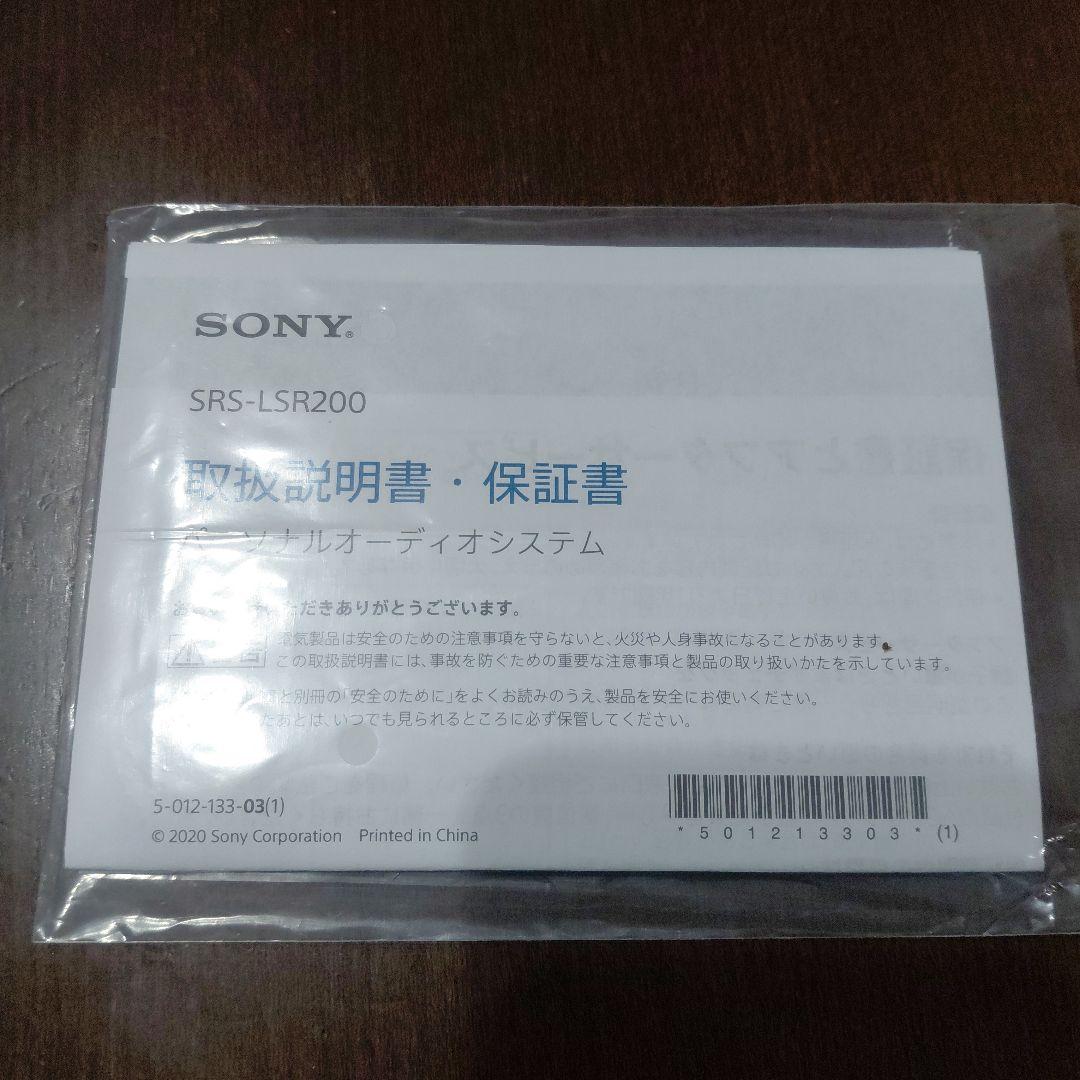 SONY®
SRS-LSR200
取扱説明書・保証書
パーソナルオーディオシステム
お ただきありがとうございます。
電気製品は安全のための注意事項を守らないと、火災や人身事故になることがあります。
この取扱説明書には、事故を防ぐための重要な注意事項と製品の取り扱いかたを示しています。
と別冊の「安全のために」をよくお読みのうえ、製品を安全にお使いください。
たあとは、いつでも見られるところに必ず保管してください。
5-012-133-03(1)
*501213303* (1)
© 2020 Sony Corporation Printed in China